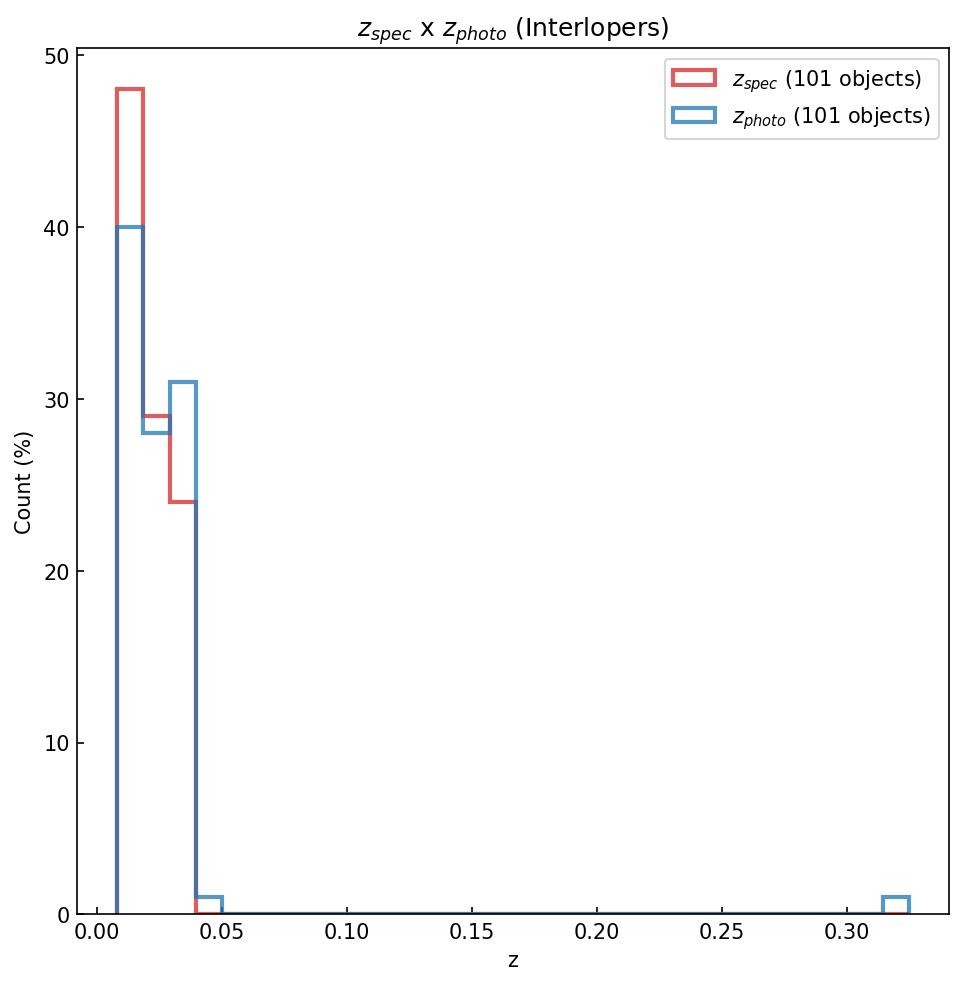 z_spec x z_photo (Interlopers)
z_spec (101 objects)
z_photo (101 objects)
Count (%)
50
40
30
20
10
0
0.00 0.05 0.10 0.15 0.20 0.25 0.30
z